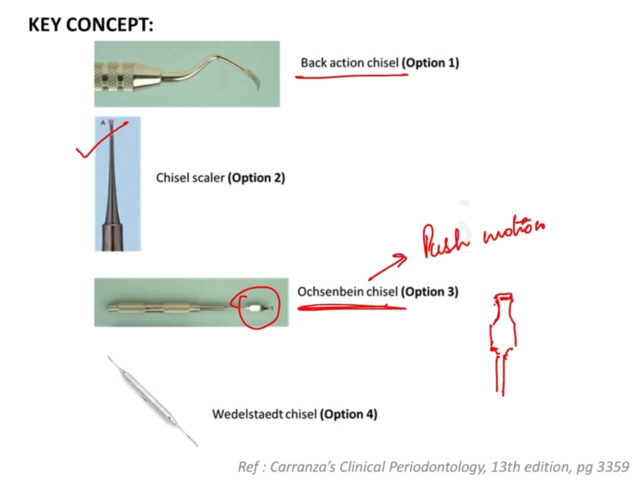 KEY CONCEPT:
Back action chisel (Option 1)
A
Chisel scaler (Option 2)
Push motion
Ochsenbein chisel (Option 3)
Wedelstaedt chisel (Option 4)
Ref : Carranza's Clinical Periodontology, 13th edition, pg 3359